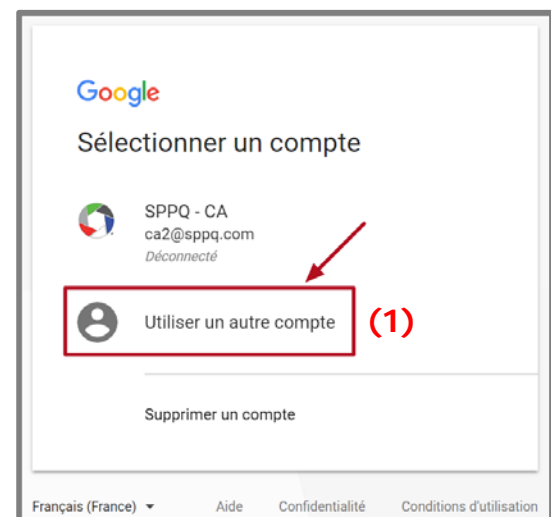 Google
Sélectionner un compte
SPPQ - CA
ca2@sppq.com
Déconnecté
Utiliser un autre compte (1)
Supprimer un compte
Français (France) Aide Confidentialité Conditions d'utilisation